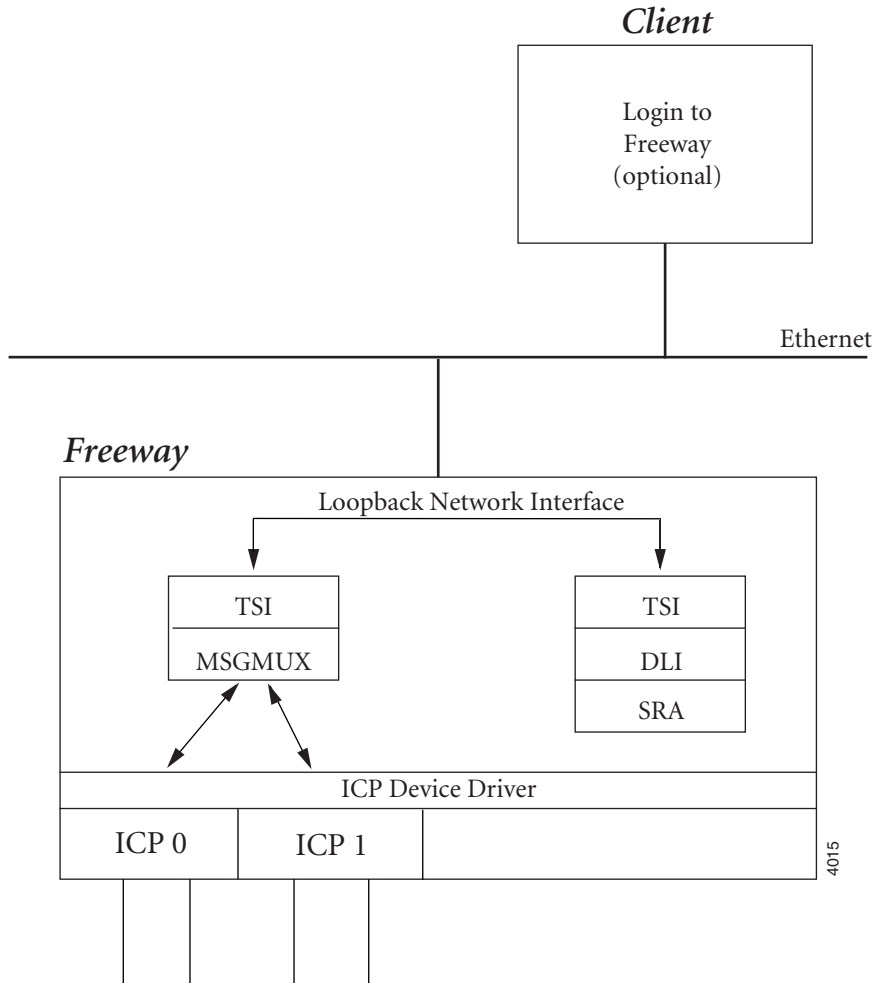 Client
Login to
Freeway
(optional)
Ethernet
Freeway
Loopback Network Interface
TSI
MSGMUX
TSI
DLI
SRA
ICP Device Driver
ICP 0
ICP 1
4015